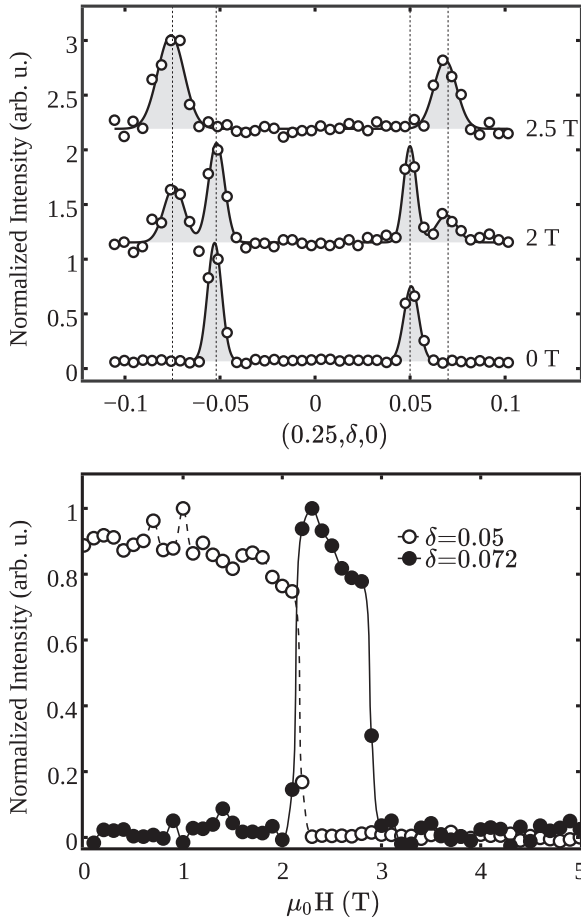 Normalized Intensity (arb. u.)
3
2.5
2
1.5
1
0.5
0
2.5 T
2 T
0 T
−0.1
−0.05
0
0.05
0.1
(0.25,δ,0)
Normalized Intensity (arb. u.)
1
0.8
0.6
0.4
0.2
0
δ=0.05
δ=0.072
0
1
2
3
4
5
μ₀H (T)